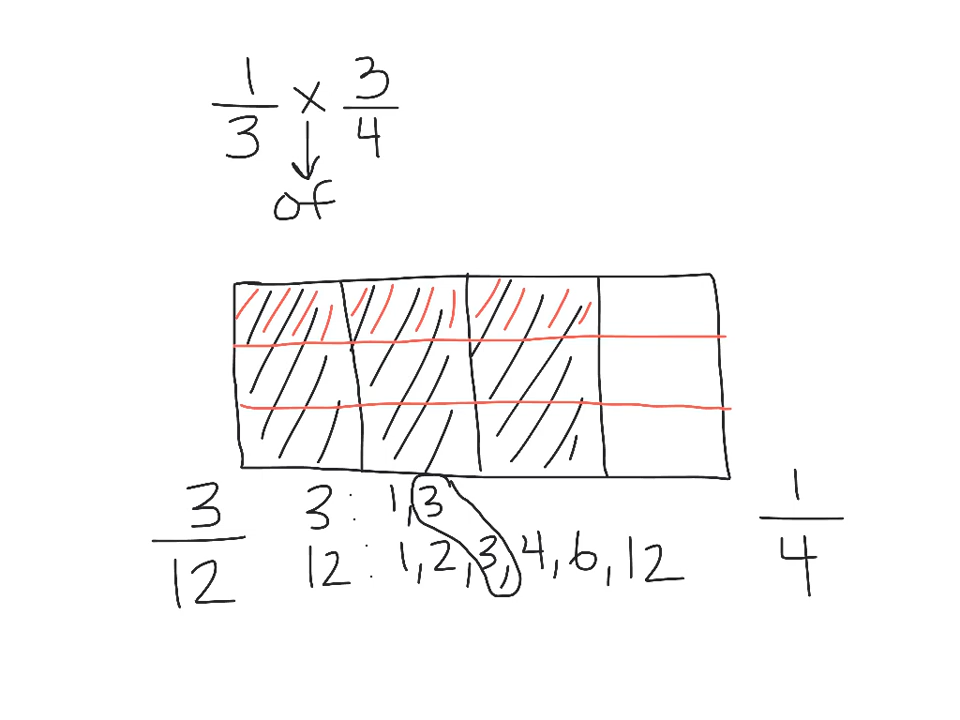 1/3 × 3/4
of
3/12
3: 1, 3
12: 1, 2, 3, 4, 6, 12
1/4